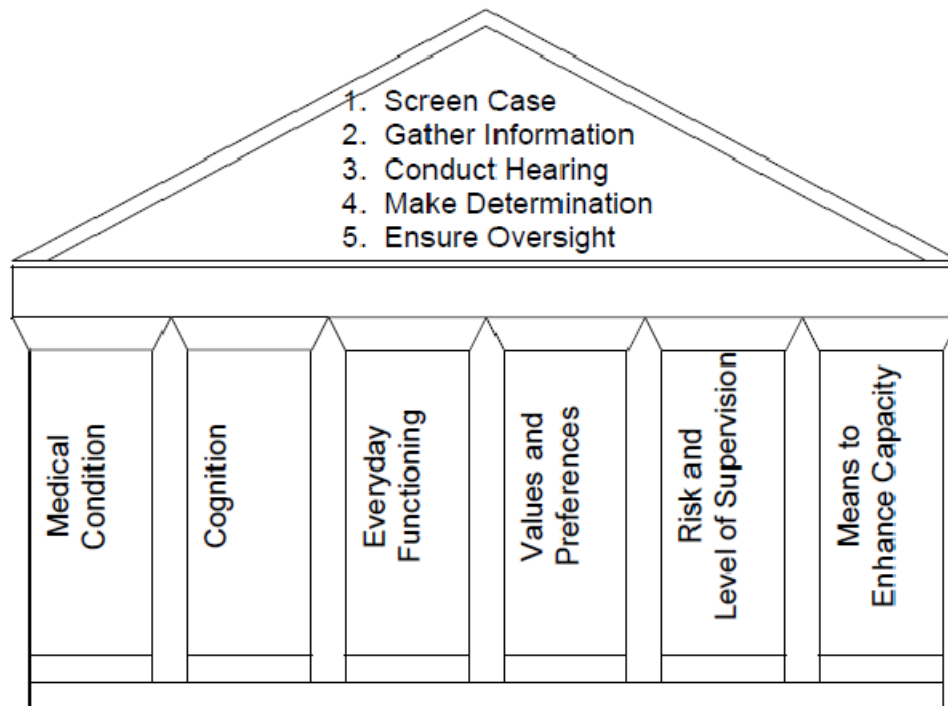 1. Screen Case
2. Gather Information
3. Conduct Hearing
4. Make Determination
5. Ensure Oversight
Medical
Condition
Cognition
Everyday
Functioning
Values and
Preferences
Risk and
Level of Supervision
Means to
Enhance Capacity